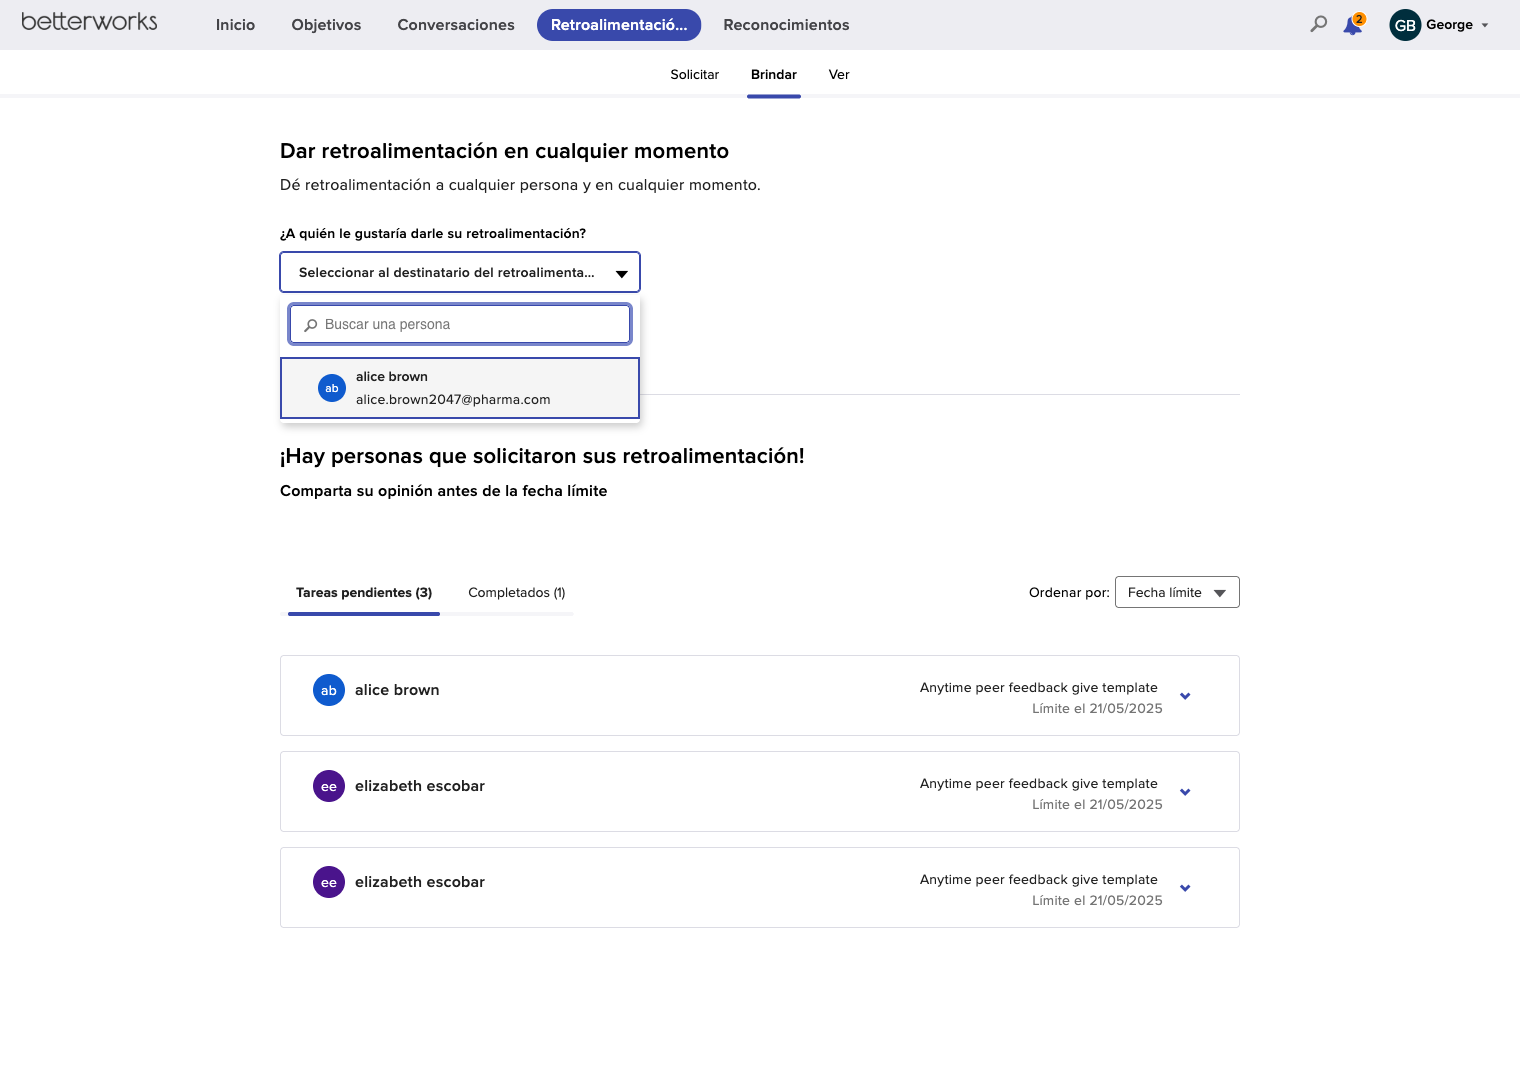 betterworks
Inicio
Objetivos
Conversaciones
Retroalimentació...
Reconocimientos
2
GB
George
Solicitar
Brindar
Ver
Dar retroalimentación en cualquier momento
Dé retroalimentación a cualquier persona y en cualquier momento.
¿A quién le gustaría darle su retroalimentación?
Seleccionar al destinatario del retroalimenta...
Buscar una persona
ab
alice brown
alice.brown2047@pharma.com
¡Hay personas que solicitaron sus retroalimentación!
Comparta su opinión antes de la fecha límite
Tareas pendientes (3)
Completados (1)
Ordenar por:
Fecha límite
ab
alice brown
Anytime peer feedback give template
Límite el 21/05/2025
ee
elizabeth escobar
Anytime peer feedback give template
Límite el 21/05/2025
ee
elizabeth escobar
Anytime peer feedback give template
Límite el 21/05/2025